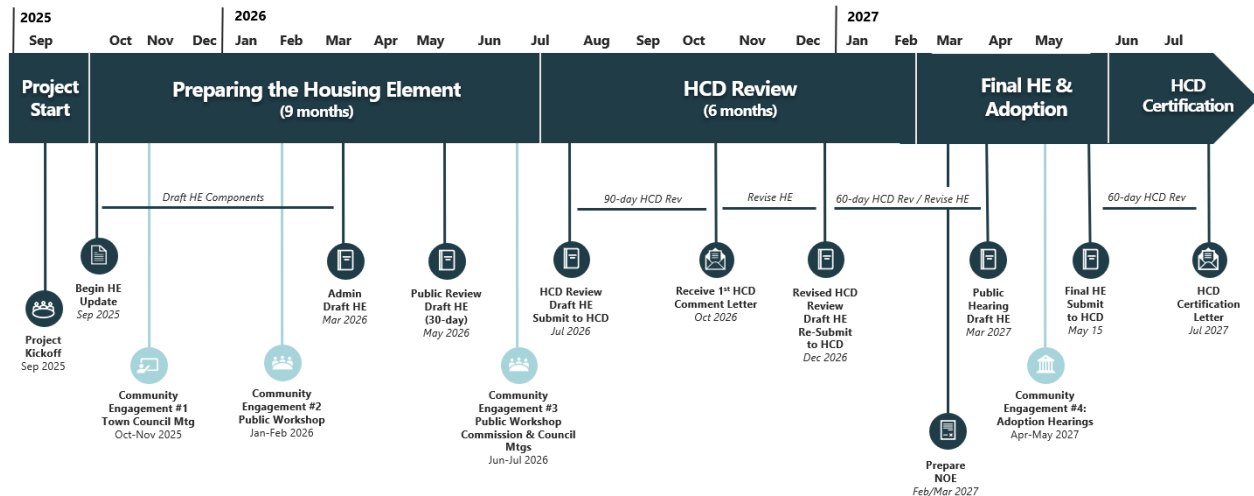 2025
2026
2027
Sep
Oct
Nov
Dec
Jan
Feb
Mar
Apr
May
Jun
Jul
Aug
Sep
Oct
Nov
Dec
Jan
Feb
Mar
Apr
May
Jun
Jul
Project
Start
Preparing the Housing Element
(9 months)
HCD Review
(6 months)
Final HE &
Adoption
HCD
Certification
Draft HE Components
90-day HCD Rev
Revise HE
60-day HCD Rev / Revise HE
60-day HCD Rev
Project
Kickoff
Sep 2025
Begin HE
Update
Sep 2025
Community
Engagement #1
Town Council Mtg
Oct-Nov 2025
Community
Engagement #2
Public Workshop
Jan-Feb 2026
Admin
Draft HE
Mar 2026
Public Review
Draft HE
(30-day)
May 2026
Community
Engagement #3
Public Workshop
Commission & Council
Mtgs
Jun-Jul 2026
HCD Review
Draft HE
Submit to HCD
Jul 2026
Receive 1st HCD
Comment Letter
Oct 2026
Revised HCD
Review
Draft HE
Re-Submit
to HCD
Dec 2026
Prepare
NOE
Feb/Mar 2027
Public
Hearing
Draft HE
Mar 2027
Community
Engagement #4:
Adoption Hearings
Apr-May 2027
Final HE
Submit
to HCD
May 15
HCD
Certification
Letter
Jul 2027